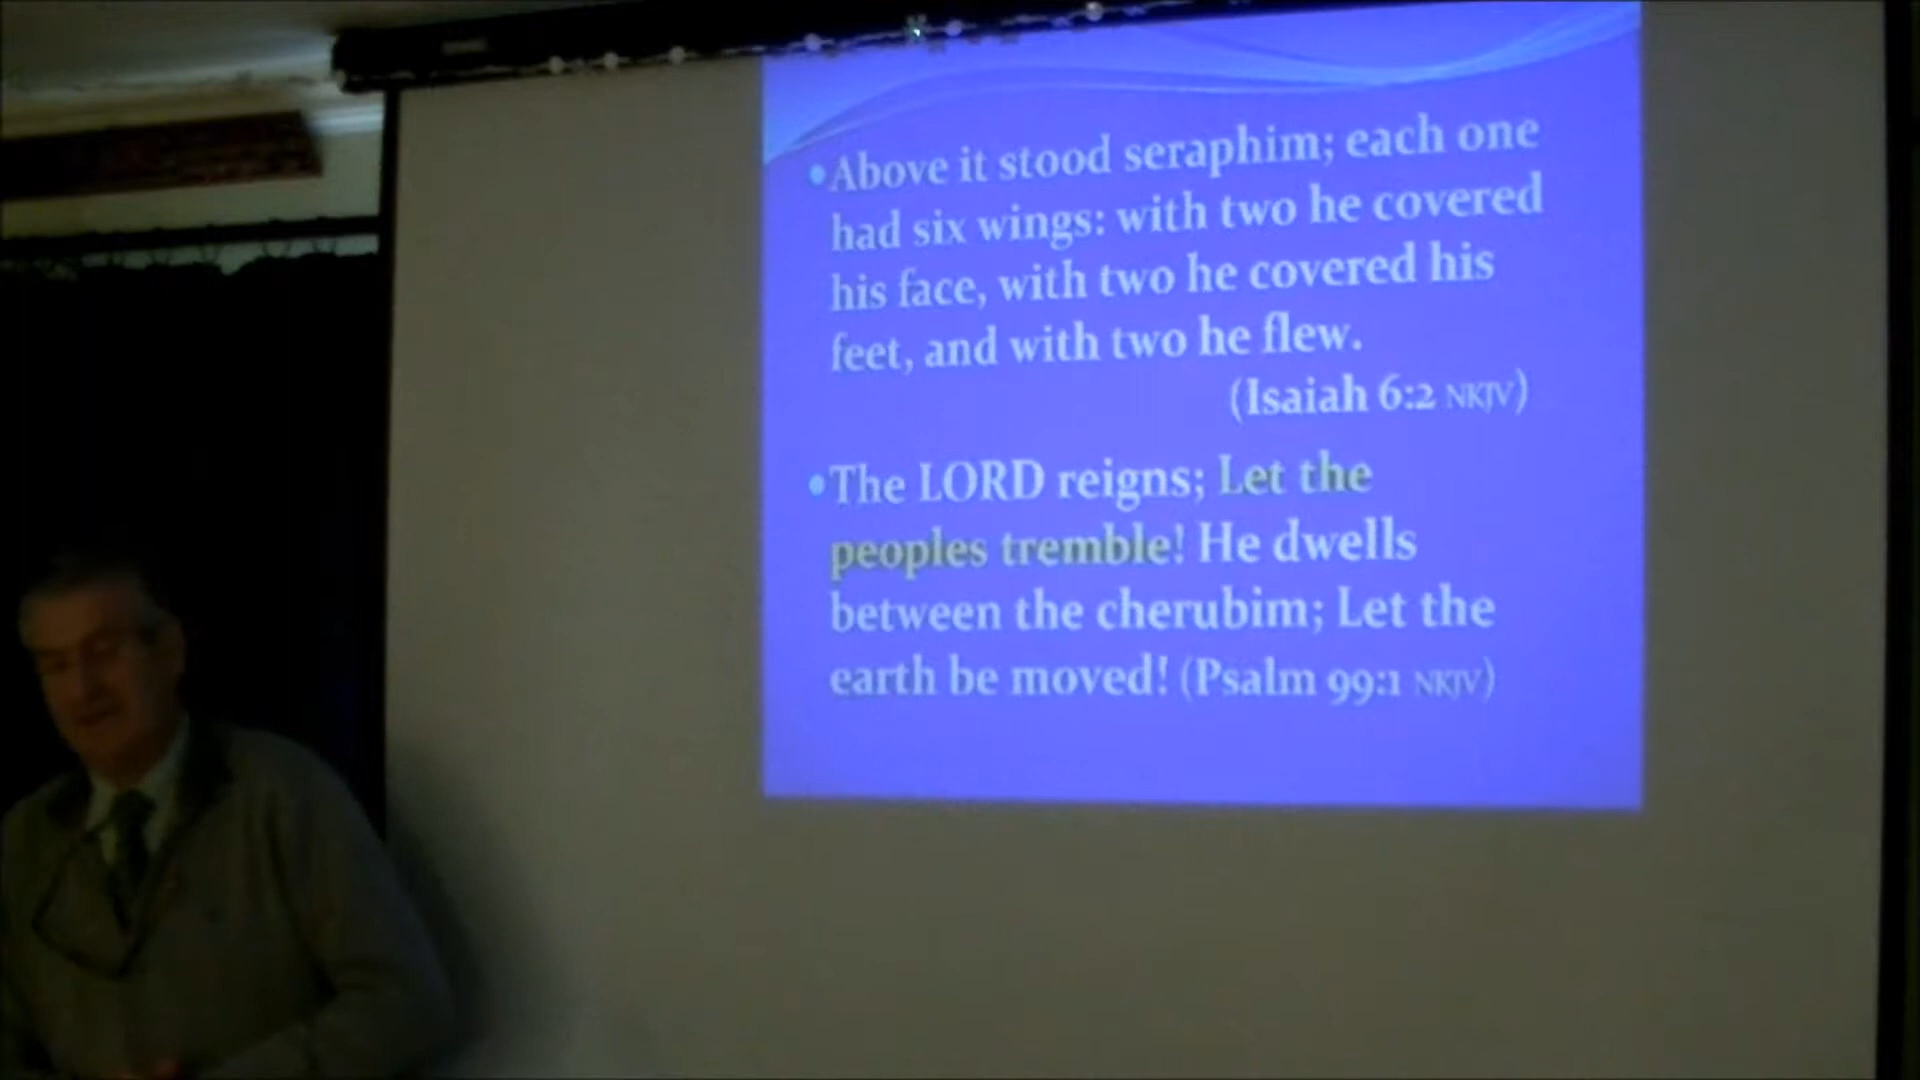 •Above it stood seraphim; each one
had six wings: with two he covered
his face, with two he covered his
feet, and with two he flew.
(Isaiah 6:2 NKJV)
•The LORD reigns; Let the
peoples tremble! He dwells
between the cherubim; Let the
earth be moved! (Psalm 99:1 NKJV)